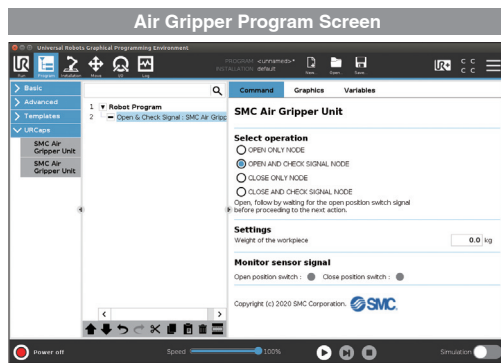 Air Gripper Program Screen
Universal Robots Graphical Programming Environment
Run
Program
Installation
Move
I/O
Log
PROGRAM <unnamed>*
INSTALLATION default
New...
Open...
Save...
C C
C C
Basic
Advanced
Templates
URCaps
SMC Air
Gripper Unit
SMC Air
Gripper Unit
1 Robot Program
2 Open & Check Signal : SMC Air Gripp
Command Graphics Variables
SMC Air Gripper Unit
Select operation
OPEN ONLY NODE
OPEN AND CHECK SIGNAL NODE
CLOSE ONLY NODE
CLOSE AND CHECK SIGNAL NODE
Open, follow by waiting for the open position switch signal
before proceeding to the next action.
Settings
Weight of the workpiece 0.0 kg
Monitor sensor signal
Open position switch : Close position switch :
Copyright (c) 2020 SMC Corporation. SMC.
Power off
Speed 100%
Simulation